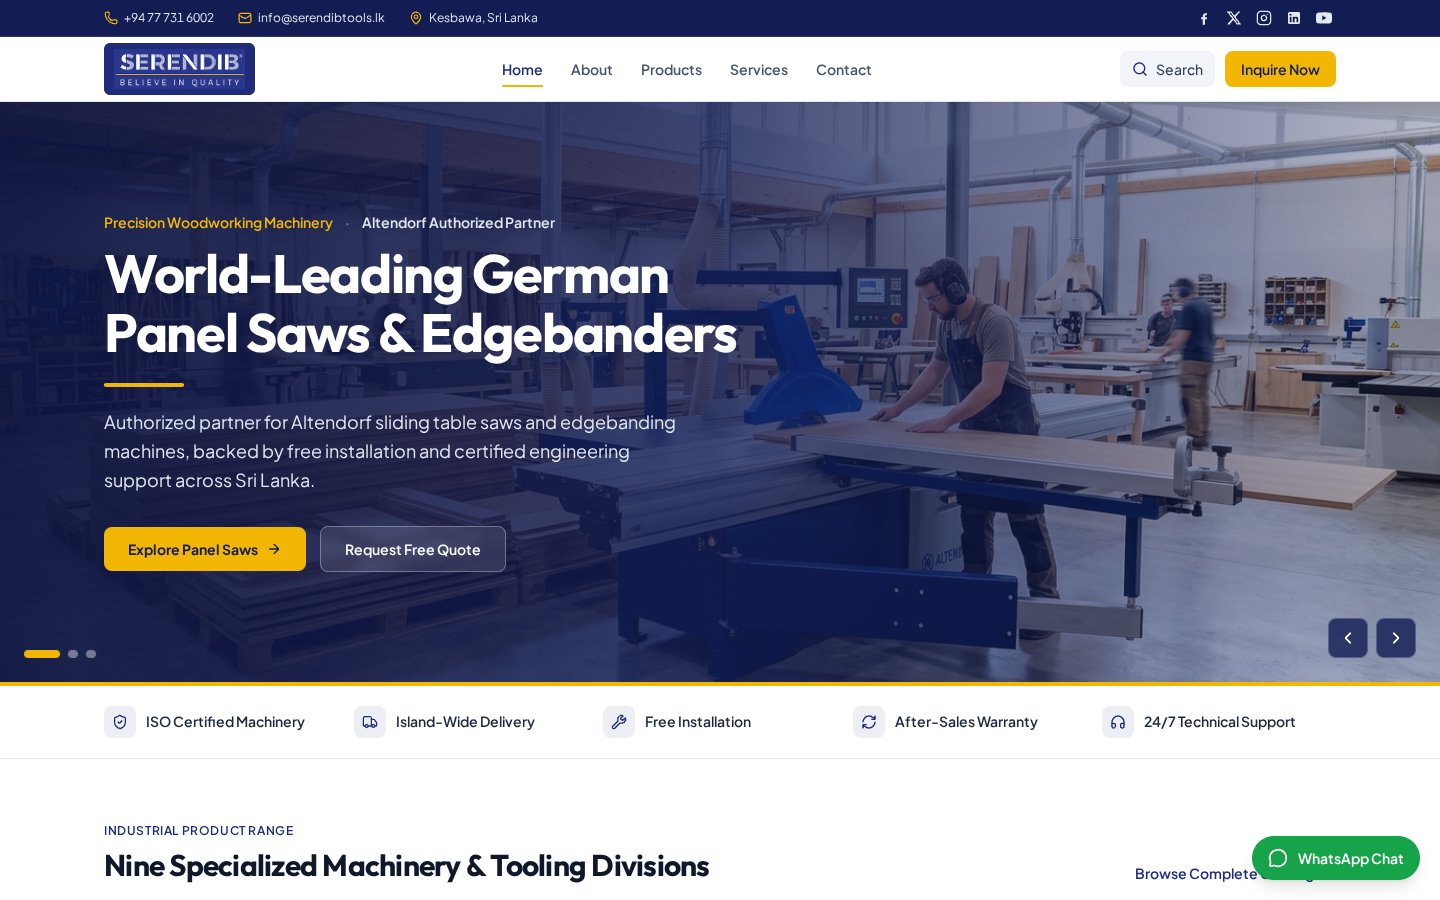 +94 77 731 6002
info@serendibtools.lk
Kesbawa, Sri Lanka
SERENDIB
BELIEVE IN QUALITY
Home
About
Products
Services
Contact
Search
Inquire Now
Precision Woodworking Machinery · Altendorf Authorized Partner
World-Leading German
Panel Saws & Edgebanders
Authorized partner for Altendorf sliding table saws and edgebanding
machines, backed by free installation and certified engineering
support across Sri Lanka.
Explore Panel Saws
Request Free Quote
ISO Certified Machinery
Island-Wide Delivery
Free Installation
After-Sales Warranty
24/7 Technical Support
INDUSTRIAL PRODUCT RANGE
Nine Specialized Machinery & Tooling Divisions
Browse Complete
WhatsApp Chat